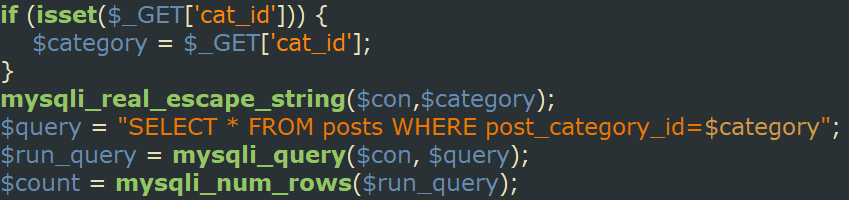 if (isset($_GET['cat_id'])) {
    $category = $_GET['cat_id'];
}
mysqli_real_escape_string($con,$category);
$query = "SELECT * FROM posts WHERE post_category_id=$category";
$run_query = mysqli_query($con, $query);
$count = mysqli_num_rows($run_query);